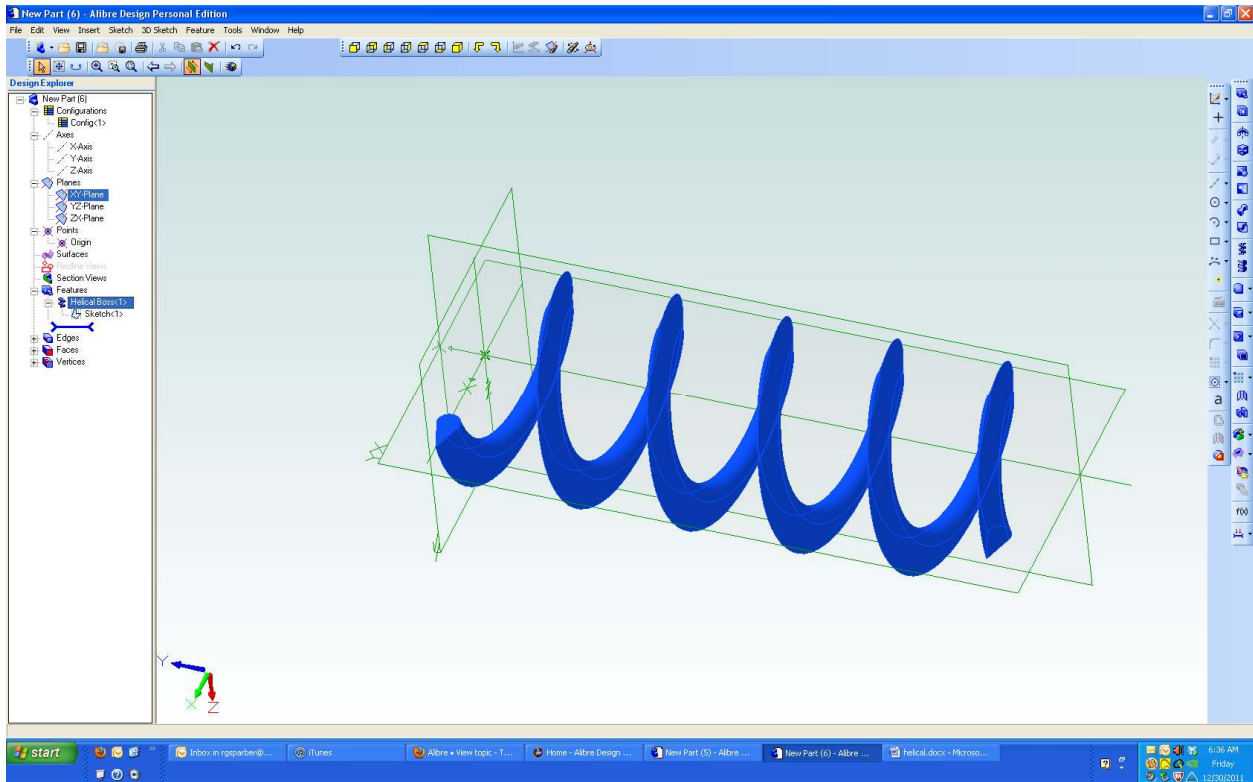 New Part (6) - Alibre Design Personal Edition
File Edit View Insert Sketch 3D Sketch Feature Tools Window Help
Design Explorer
New Part (6)
Configurations
Config<1>
Axes
X-Axis
Y-Axis
Z-Axis
Planes
XY-Plane
YZ-Plane
ZX-Plane
Points
Origin
Surfaces
Redline Views
Section Views
Features
Helical Boss<1>
Sketch<1>
Edges
Faces
Vertices
a
f(x)
Y
X
Z
start
Inbox in rgsparber@...
iTunes
Alibre • View topic - T...
Home - Alibre Design ...
New Part (5) - Alibre ...
New Part (6) - Alibre ...
helical.docx - Microso...
6:36 AM
Friday
12/30/2011